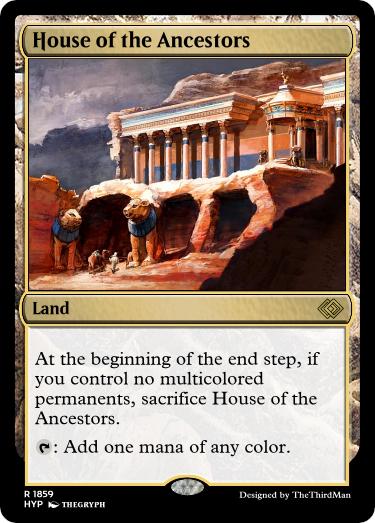 House of the Ancestors
Land
At the beginning of the end step, if
you control no multicolored
permanents, sacrifice House of the
Ancestors.
: Add one mana of any color.
R 1859
HYP THEGRYPH
Designed by TheThirdMan